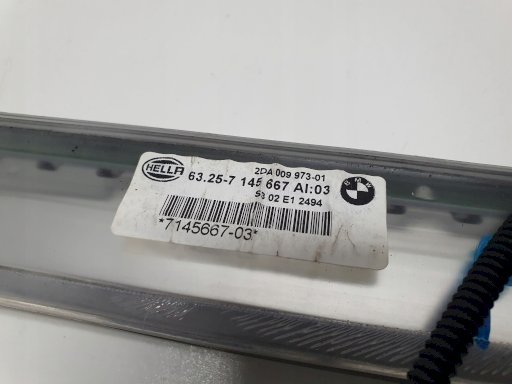 HELLA
2DA 009 973-01
63.25-7 145 667 AI:03
02 E1 2494
BMW
*7145667-03*